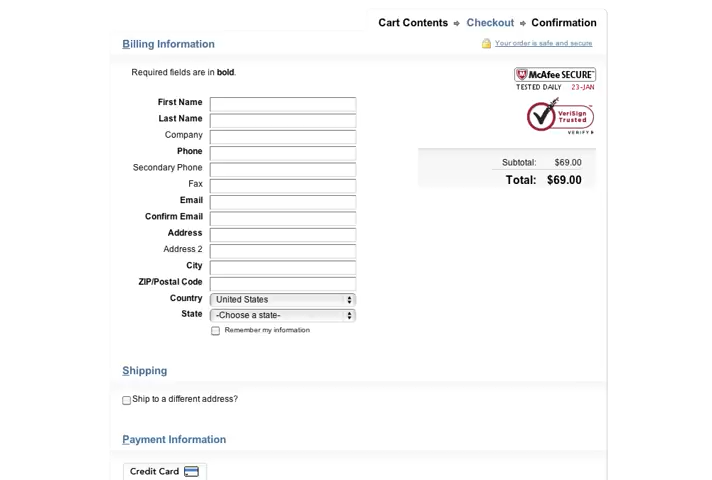 Cart Contents ⇨ Checkout ⇨ Confirmation
Billing Information
Your order is safe and secure
Required fields are in bold.
McAfee SECURE™
TESTED DAILY 23-JAN
VeriSign
Trusted
VERIFY
First Name
Last Name
Company
Phone
Secondary Phone
Fax
Email
Confirm Email
Address
Address 2
City
ZIP/Postal Code
Country United States
State -Choose a state-
Remember my information
Subtotal: $69.00
Total: $69.00
Shipping
Ship to a different address?
Payment Information
Credit Card